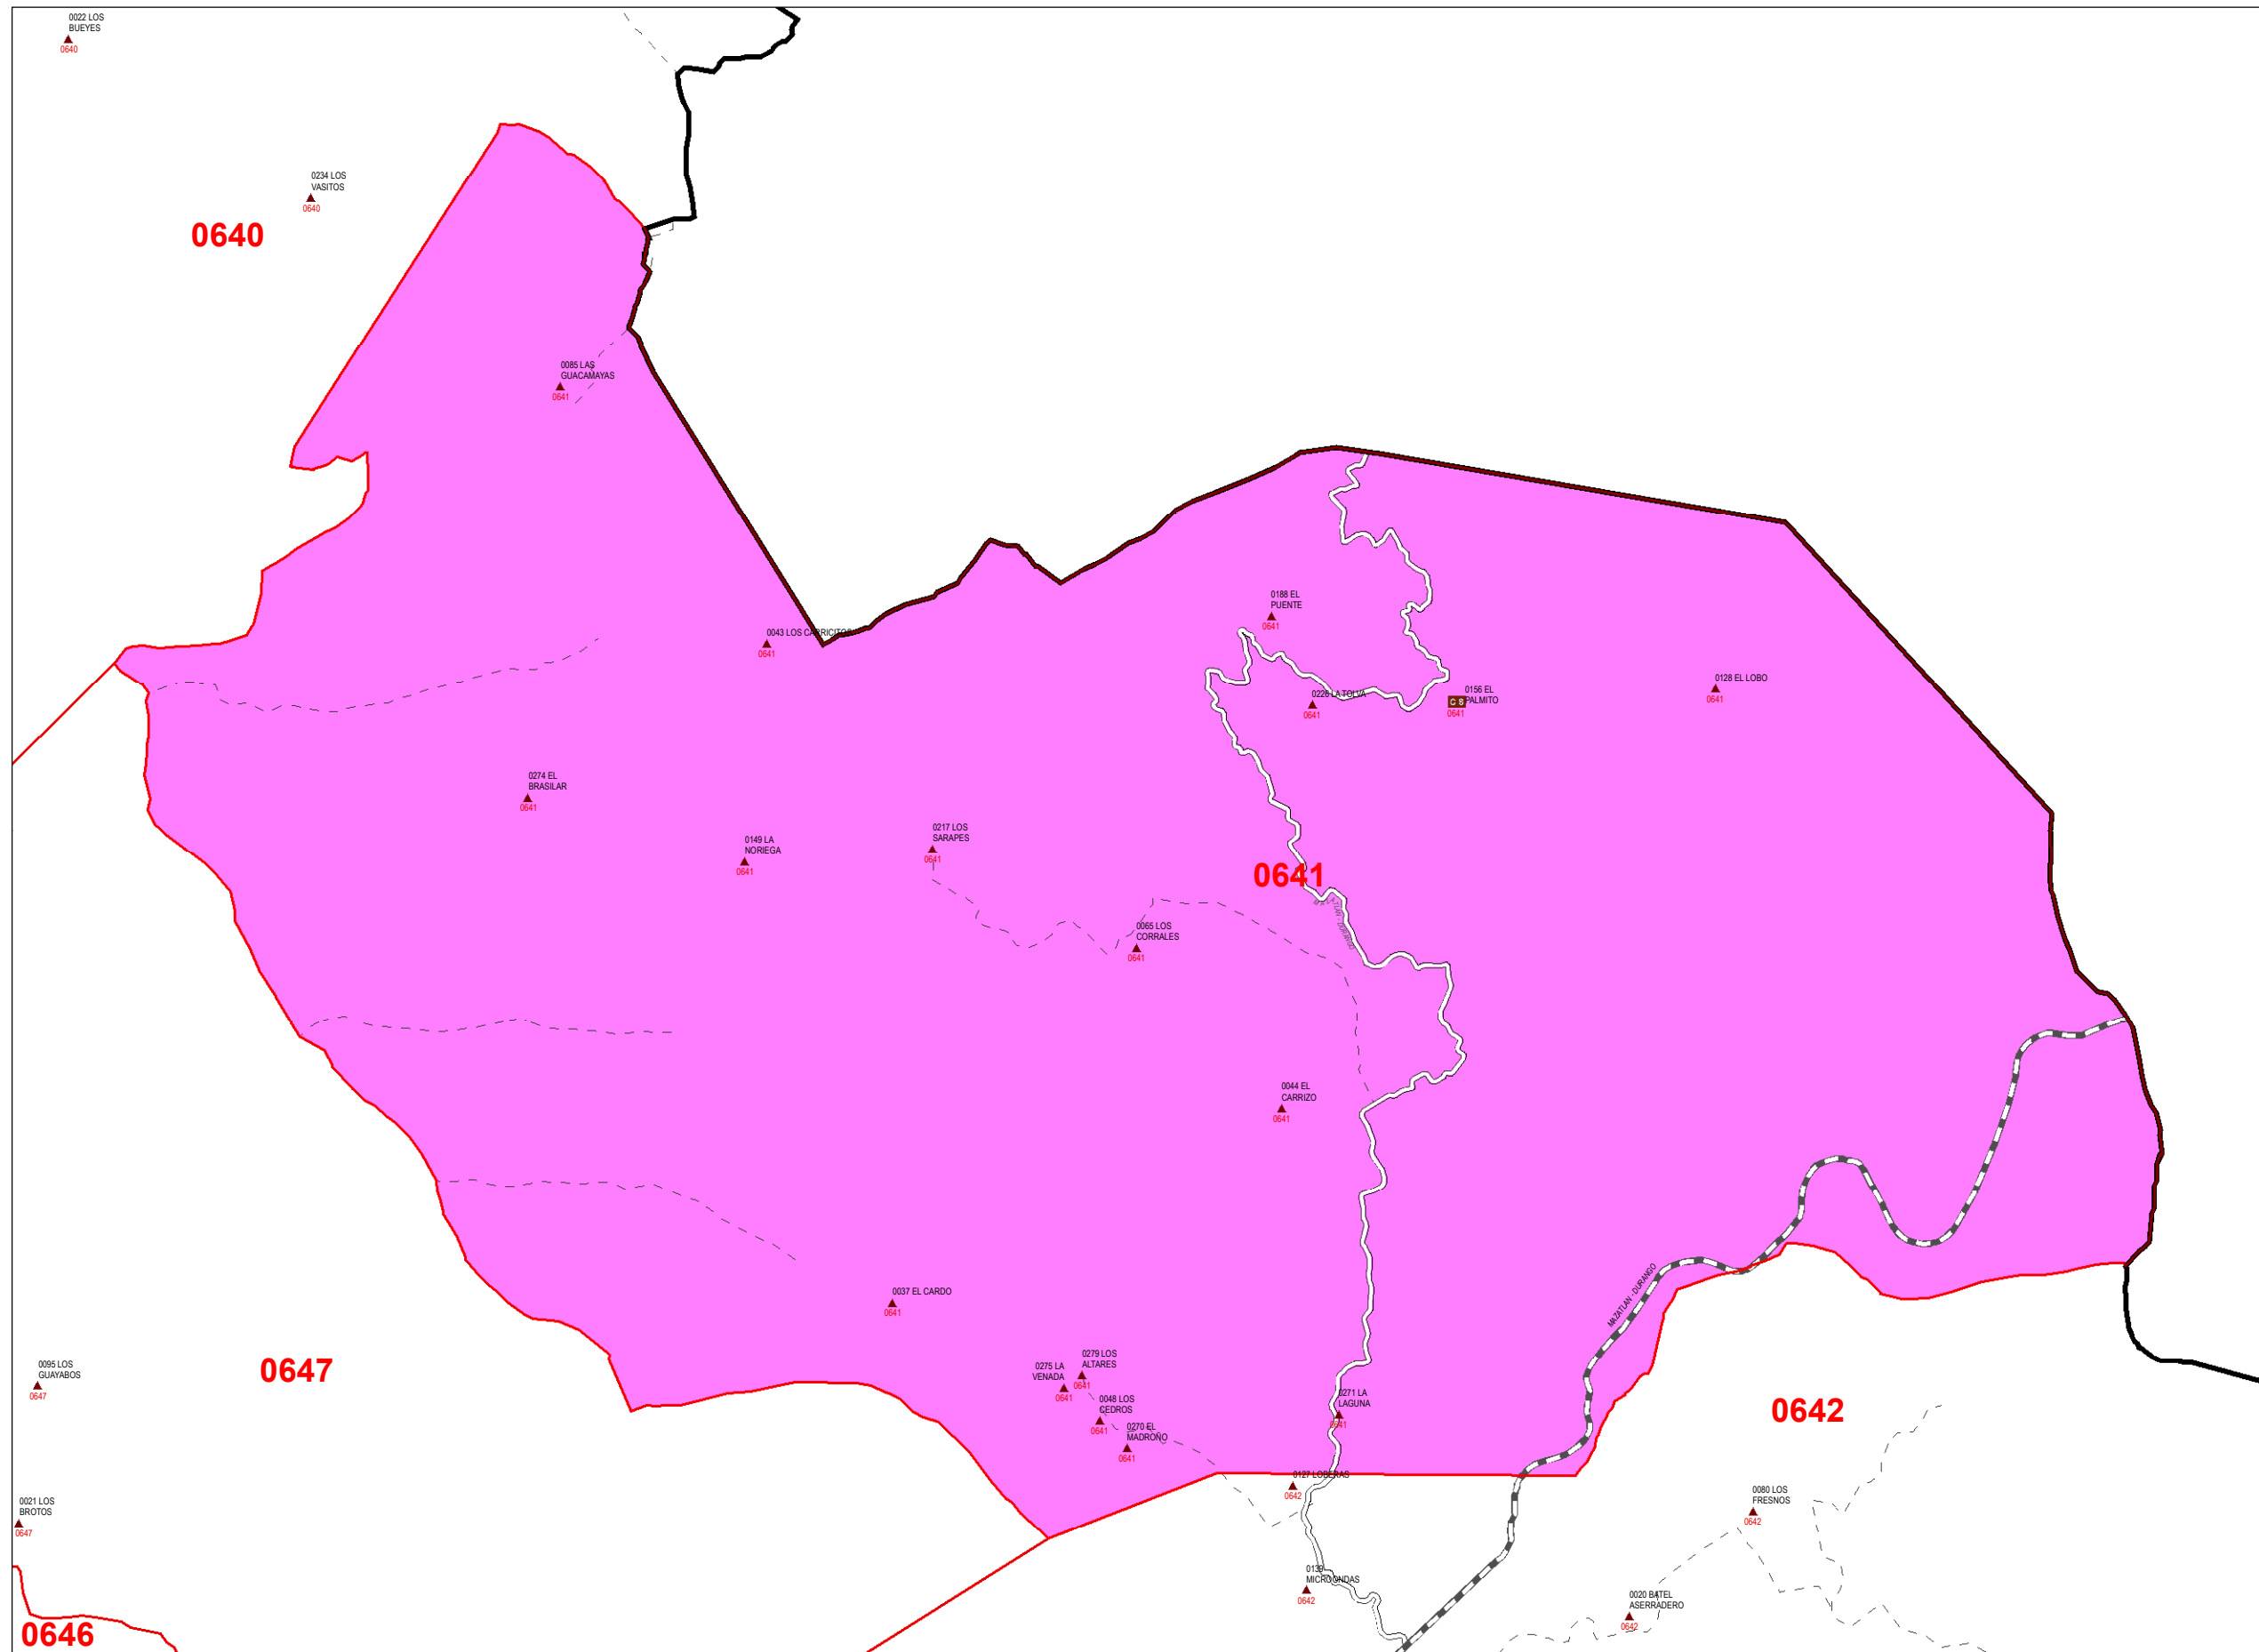 0022 LOS
BUEYES
0640
0234 LOS
VASITOS
0640
0640
0085 LAS
GUACAMAYAS
0641
0188 EL
PUENTE
0641
0043 LOS CARRICITOS
0641
0226 LA TOLVA
0641
C S
0156 EL
PALMITO
0641
0128 EL LOBO
0641
0274 EL
BRASILAR
0641
0149 LA
NORIEGA
0641
0217 LOS
SARAPES
0641
0641
MAZATLAN - DURANGO
0065 LOS
CORRALES
0641
0044 EL
CARRIZO
0641
0037 EL CARDO
0641
MAZATLAN - DURANGO
0279 LOS
ALTARES
0641
0275 LA
VENADA
0641
0048 LOS
CEDROS
0641
0270 EL
MADROÑO
0641
0271 LA
LAGUNA
0641
0095 LOS
GUAYABOS
0647
0647
0642
0127 LOBERAS
0642
0021 LOS
BROTOS
0647
0080 LOS
FRESNOS
0642
0139
MICROONDAS
0642
0020 BATEL
ASERRADERO
0642
0646